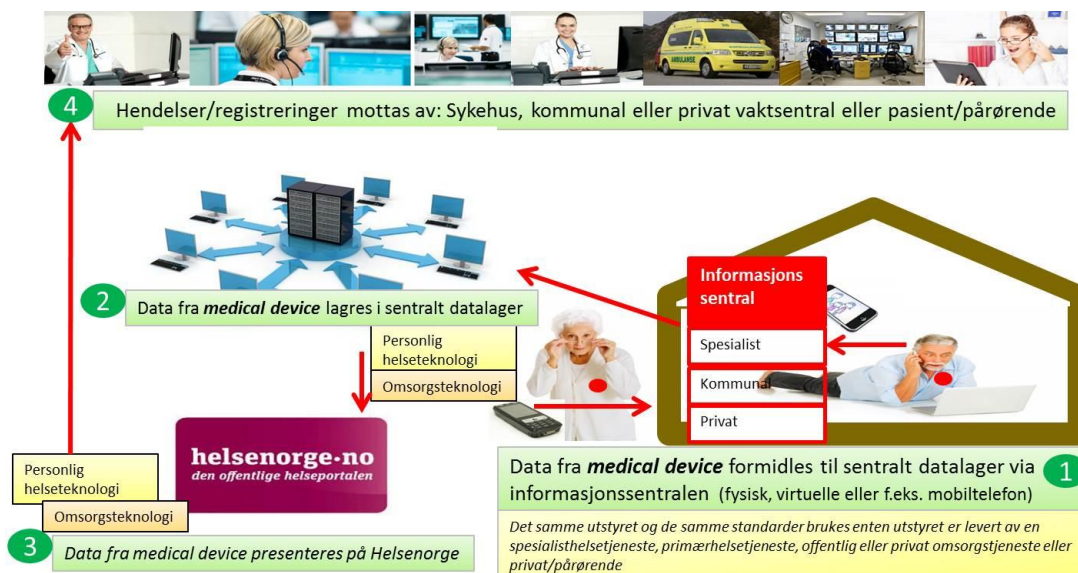 AMBULANSE
4
Hendelser/registreringer mottas av: Sykehus, kommunal eller privat vaktsentral eller pasient/pårørende
2
Data fra medical device lagres i sentralt datalager
Personlig
helseteknologi
Omsorgsteknologi
Informasjons
sentral
Spesialist
Kommunal
Privat
helsenorge·no
den offentlige helseportalen
Personlig
helseteknologi
Omsorgsteknologi
3
Data fra medical device presenteres på Helsenorge
Data fra medical device formidles til sentralt datalager via
1
informasjonssentralen (fysisk, virtuelle eller f.eks. mobiltelefon)
Det samme utstyret og de samme standarder brukes enten utstyret er levert av en
spesialisthelsetjeneste, primærhelsetjeneste, offentlig eller privat omsorgstjeneste eller
privat/pårørende